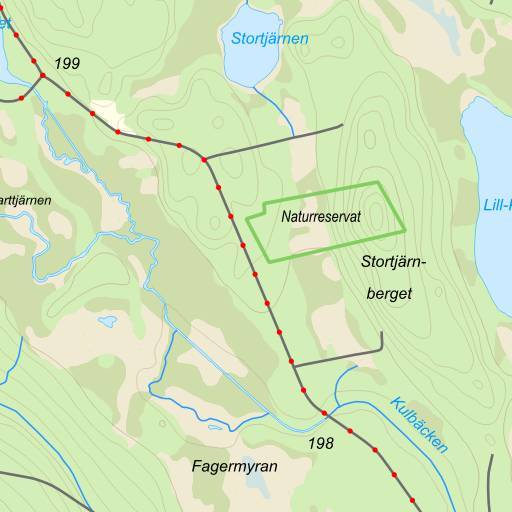 Stortjärnen
199
Naturreservat
Stortjärn-
berget
Kulbäcken
198
Fagermyran